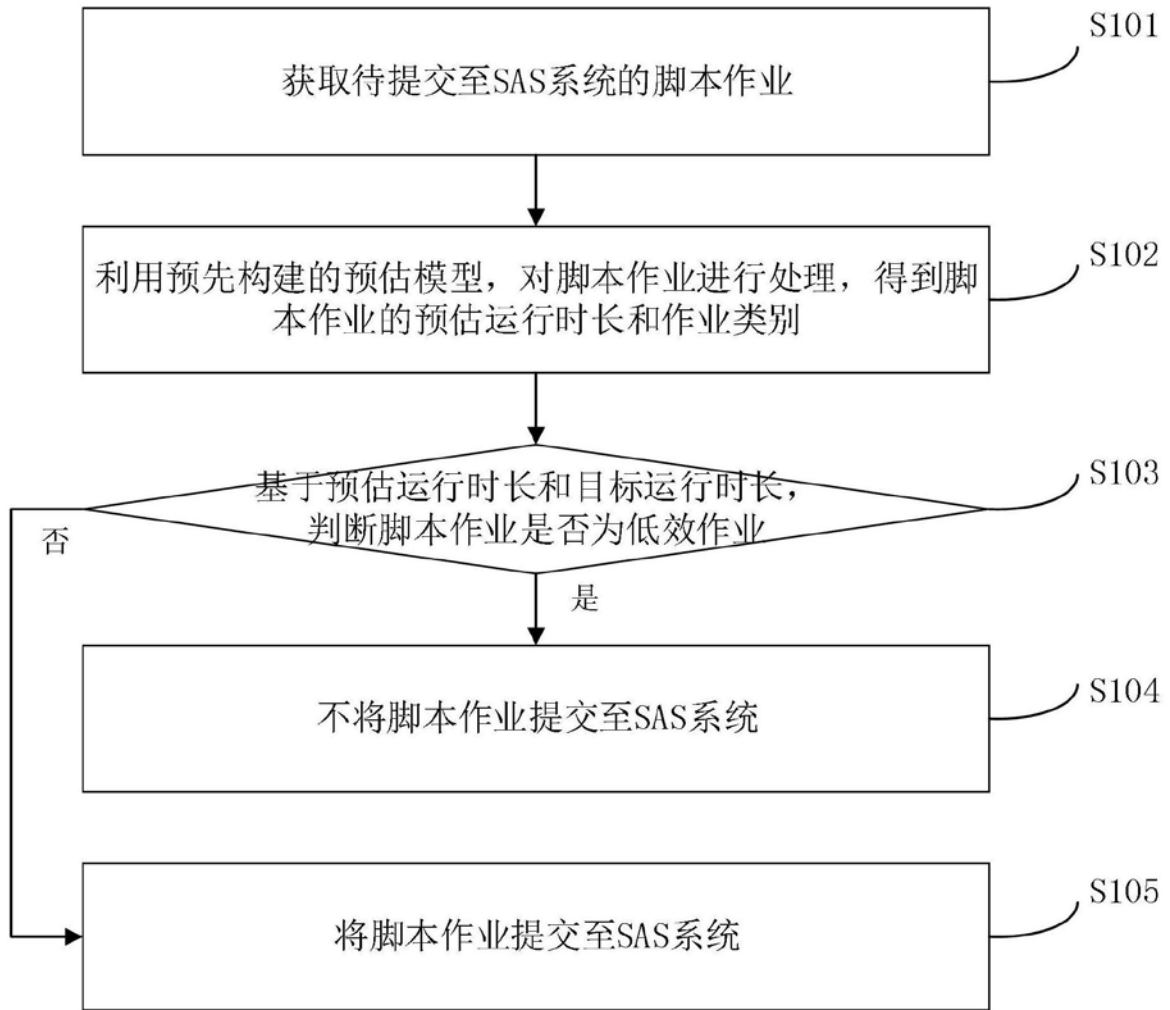 S101
获取待提交至SAS系统的脚本作业
S102
利用预先构建的预估模型，对脚本作业进行处理，得到脚
本作业的预估运行时长和作业类别
S103
基于预估运行时长和目标运行时长，
判断脚本作业是否为低效作业
否
是
S104
不将脚本作业提交至SAS系统
S105
将脚本作业提交至SAS系统